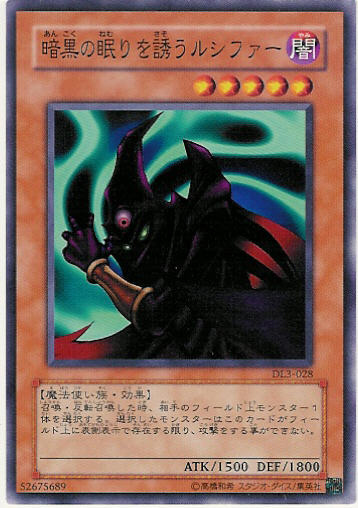 暗黒の眠りを誘うルシファー
闇
DL3-028
【魔法使い族・効果】
召喚・反転召喚した時、相手のフィールド上モンスター1
体を選択する。選択したモンスターはこのカードがフィー
ルド上に表側表示で存在する限り、攻撃をする事ができない。
ATK/1500 DEF/1800
52675689
©高橋和希 スタジオ・ダイス/集英社